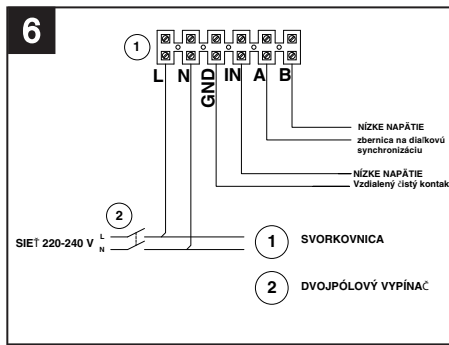 6
1
L N GND IN A B
NÍZKE NAPÄTIE
zbernica na diaľkovú
synchronizáciu
NÍZKE NAPÄTIE
Vzdialený čistý kontak
2
SIEŤ 220-240 V
L
N
1 SVORKOVNICA
2 DVOJPÓLOVÝ VYPÍNAČ